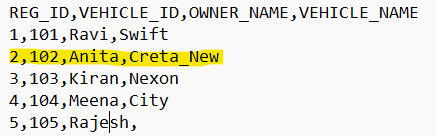 REG_ID,VEHICLE_ID,OWNER_NAME,VEHICLE_NAME
1,101,Ravi,Swift
2,102,Anita,Creta_New
3,103,Kiran,Nexon
4,104,Meena,City
5,105,Rajesh,